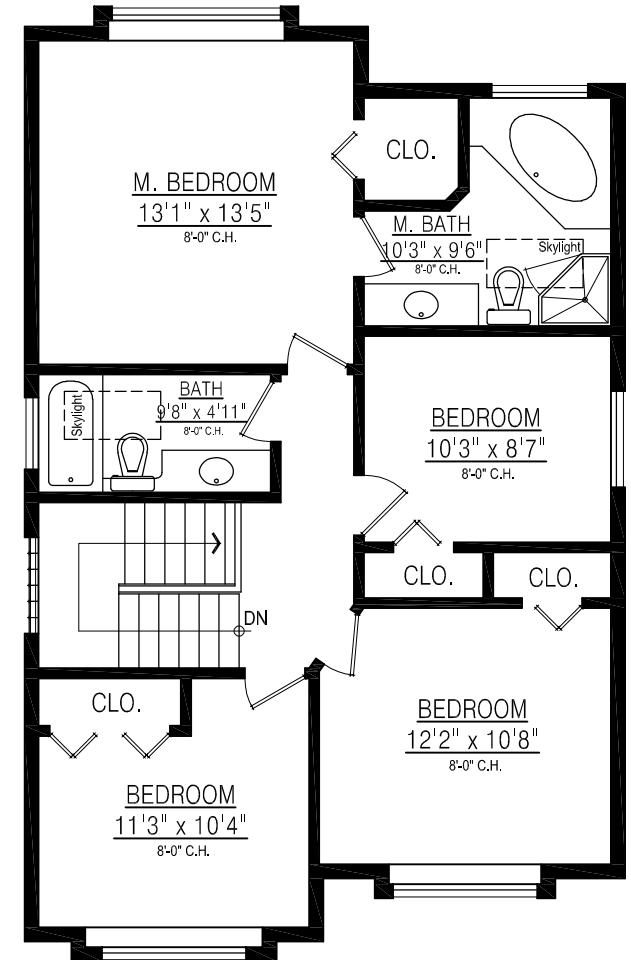 M. BEDROOM
13'1" x 13'5"
8'-0" C.H.
CLO.
M. BATH
10'3" x 9'6"
8'-0" C.H.
Skylight
BATH
9'8" x 4'11"
8'-0" C.H.
Skylight
BEDROOM
10'3" x 8'7"
8'-0" C.H.
CLO.
CLO.
DN
CLO.
BEDROOM
12'2" x 10'8"
8'-0" C.H.
BEDROOM
11'3" x 10'4"
8'-0" C.H.